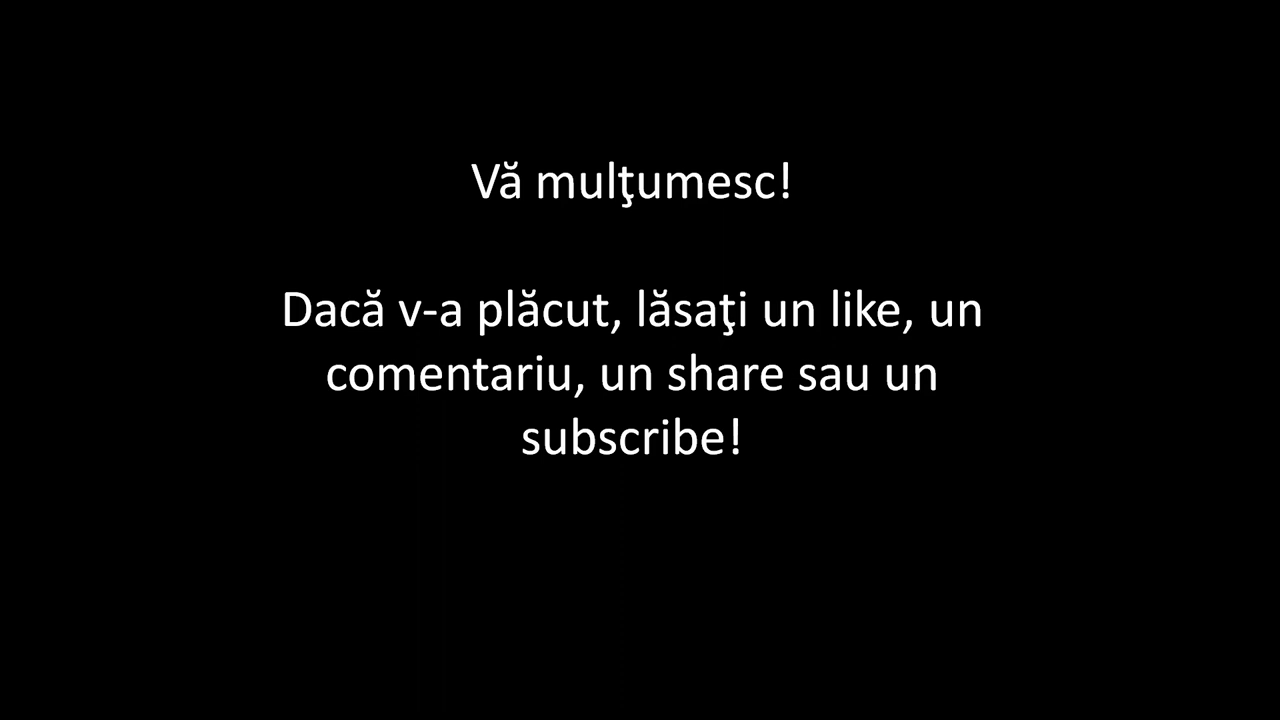 Vă mulţumesc!
Dacă v-a plăcut, lăsaţi un like, un
comentariu, un share sau un
subscribe!